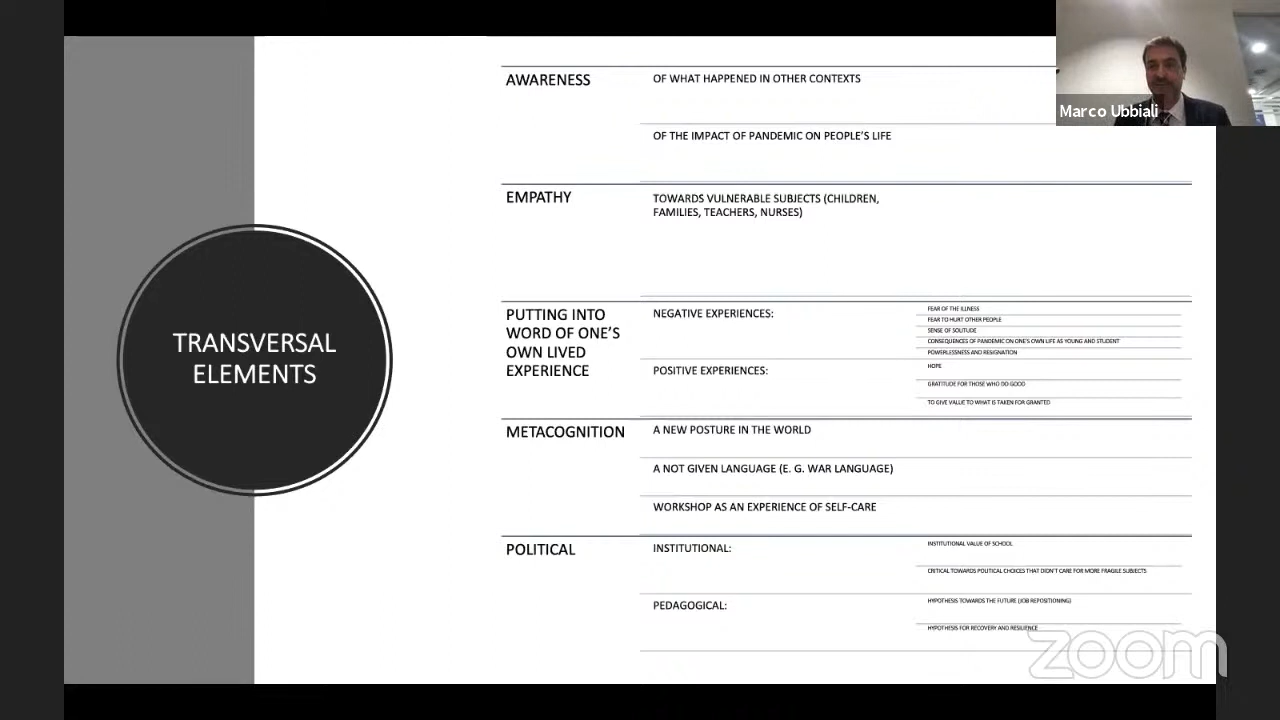 TRANSVERSAL
ELEMENTS
AWARENESS
OF WHAT HAPPENED IN OTHER CONTEXTS
OF THE IMPACT OF PANDEMIC ON PEOPLE'S LIFE
EMPATHY
TOWARDS VULNERABLE SUBJECTS (CHILDREN,
FAMILIES, TEACHERS, NURSES)
PUTTING INTO
WORD OF ONE'S
OWN LIVED
EXPERIENCE
NEGATIVE EXPERIENCES:
FEAR OF THE ILLNESS
FEAR TO HURT OTHER PEOPLE
SENSE OF SOLITUDE
CONSEQUENCES OF PANDEMIC ON ONE'S OWN LIFE AS YOUNG AND STUDENT
POWERLESSNESS AND RESIGNATION
POSITIVE EXPERIENCES:
HOPE
GRATITUDE FOR THOSE WHO DO GOOD
TO GIVE VALUE TO WHAT IS TAKEN FOR GRANTED
METACOGNITION
A NEW POSTURE IN THE WORLD
A NOT GIVEN LANGUAGE (E. G. WAR LANGUAGE)
WORKSHOP AS AN EXPERIENCE OF SELF-CARE
POLITICAL
INSTITUTIONAL:
INSTITUTIONAL VALUE OF SCHOOL
CRITICAL TOWARDS POLITICAL CHOICES THAT DIDN'T CARE FOR MORE FRAGILE SUBJECTS
PEDAGOGICAL:
HYPOTHESIS TOWARDS THE FUTURE (JOB REPOSITIONING)
HYPOTHESIS FOR RECOVERY AND RESILIENCE
Marco Ubbiali
zoom